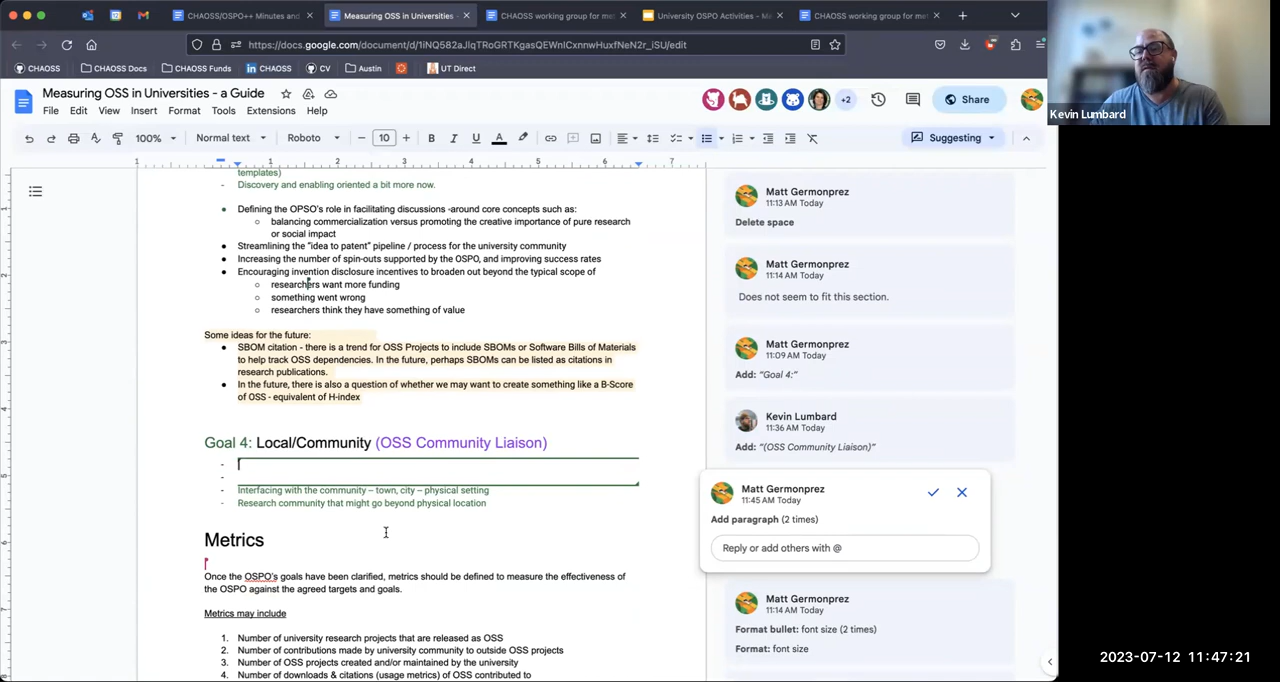 CHAOSS/OSPO++ Minutes and
Measuring OSS in Universities -
CHAOSS working group for met
University OSPO Activities - M
CHAOSS working group for met
https://docs.google.com/document/d/1iNQ582aJlqTRoGRTKgasQEWnICxnnwHuxfNeN2r_iSU/edit
CHAOSS
CHAOSS Docs
CHAOSS Funds
CHAOSS
CV
Austin
UT Direct
Measuring OSS in Universities - a Guide
File Edit View Insert Format Tools Extensions Help
+2
Share
Kevin Lumbard
100% Normal text Roboto 10 Suggesting
1 1 2 3 4 5 6 7
templates)
- Discovery and enabling oriented a bit more now.
Defining the OPSO's role in facilitating discussions -around core concepts such as:
balancing commercialization versus promoting the creative importance of pure research
or social impact
Streamlining the "idea to patent" pipeline / process for the university community
Increasing the number of spin-outs supported by the OSPO, and improving success rates
Encouraging invention disclosure incentives to broaden out beyond the typical scope of
researchers want more funding
something went wrong
researchers think they have something of value
Some ideas for the future:
SBOM citation - there is a trend for OSS Projects to include SBOMs or Software Bills of Materials
to help track OSS dependencies. In the future, perhaps SBOMs can be listed as citations in
research publications.
In the future, there is also a question of whether we may want to create something like a B-Score
of OSS - equivalent of H-index
Goal 4: Local/Community (OSS Community Liaison)
-
-
- Interfacing with the community – town, city – physical setting
- Research community that might go beyond physical location
Metrics
Once the OSPO's goals have been clarified, metrics should be defined to measure the effectiveness of
the OSPO against the agreed targets and goals.
Metrics may include
1. Number of university research projects that are released as OSS
2. Number of contributions made by university community to outside OSS projects
3. Number of OSS projects created and/or maintained by the university
4. Number of downloads & citations (usage metrics) of OSS contributed to
Matt Germonprez
11:13 AM Today
Delete space
Matt Germonprez
11:14 AM Today
Does not seem to fit this section.
Matt Germonprez
11:09 AM Today
Add: "Goal 4:"
Kevin Lumbard
11:36 AM Today
Add: "(OSS Community Liaison)"
Matt Germonprez
11:45 AM Today
Add paragraph (2 times)
Reply or add others with @
Matt Germonprez
11:14 AM Today
Format bullet: font size (2 times)
Format: font size
2023-07-12 11:47:21